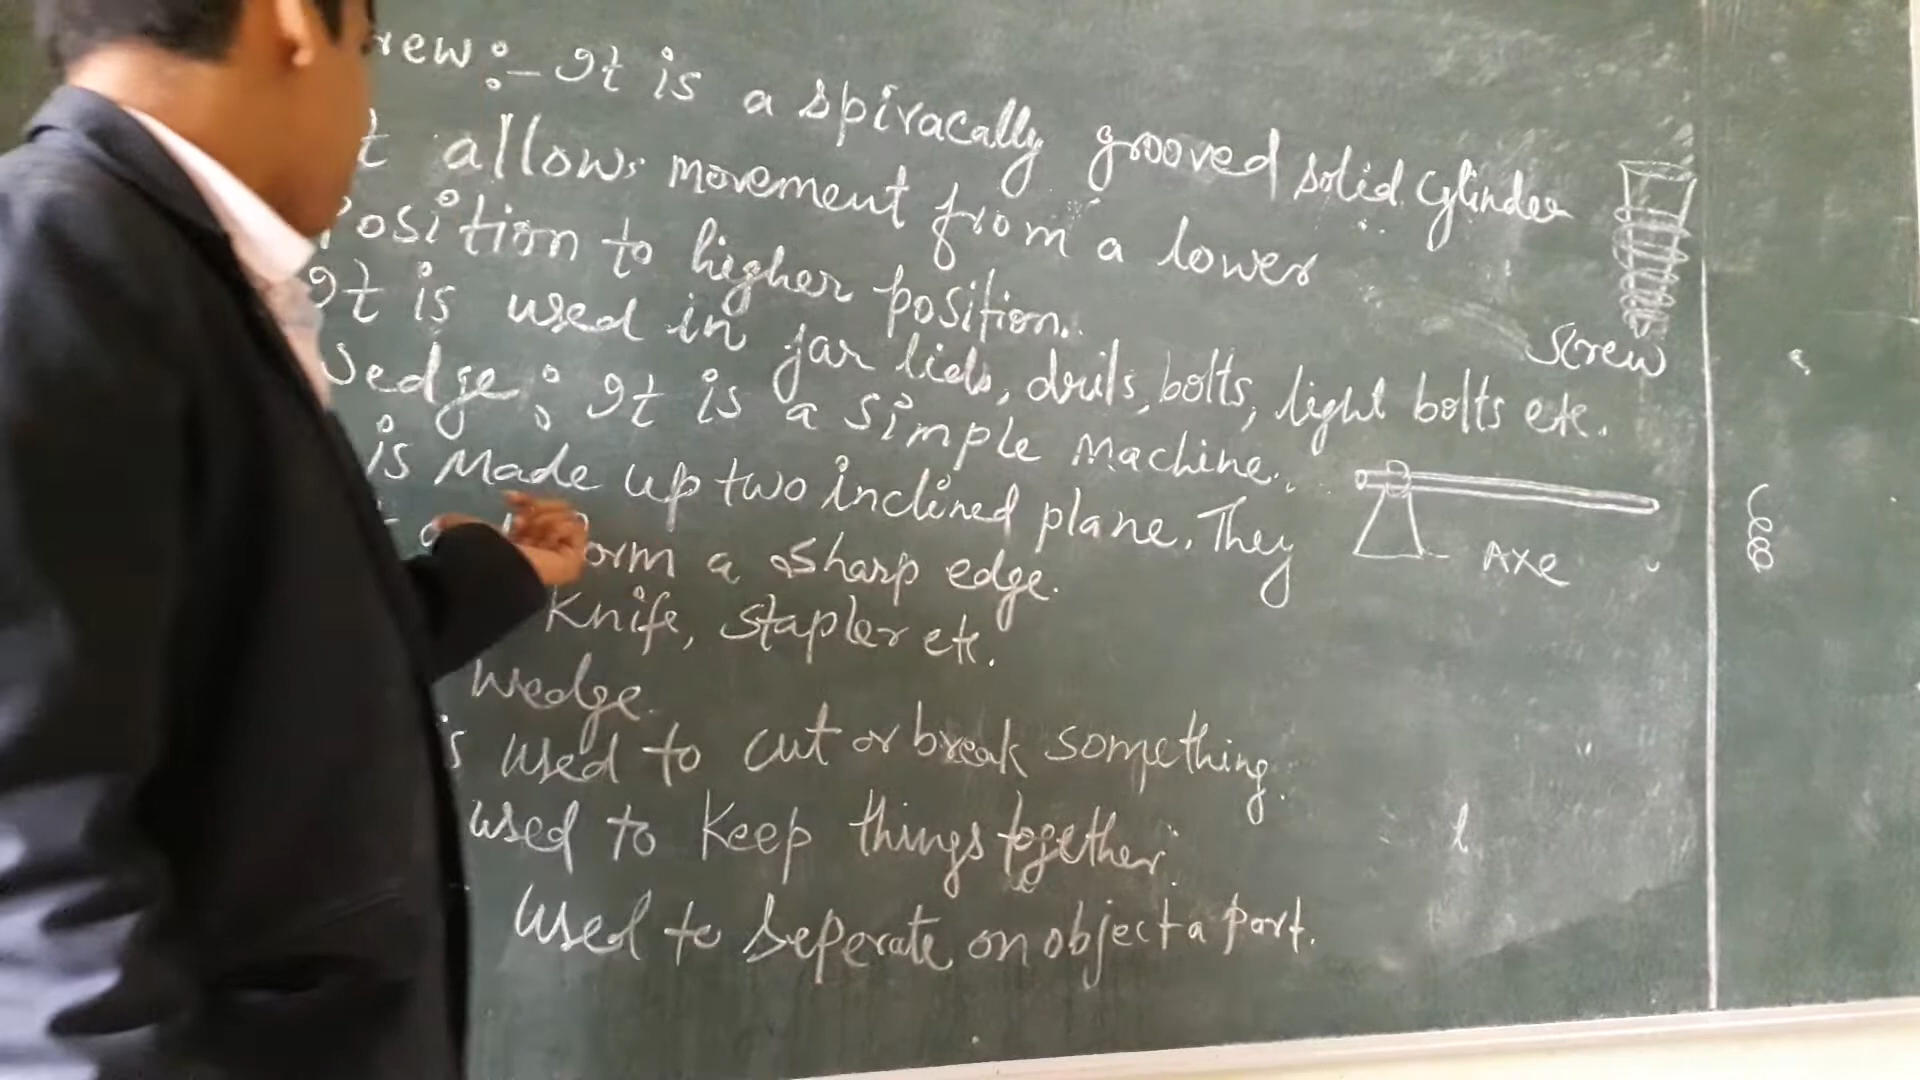 rew:- It is a spiracally grooved solid cylinder
t allows movement from a lower
Position to higher position.
It is used in jar lids, drils, bolts, light bolts etc.
Screw
Wedge: It is a simple Machine.
is Made up two inclined plane. They
orm a Sharp edge.
AXe
Knife, stapler etc.
Wedge.
s used to cut or break something.
used to Keep things together.
used to Seperate on object a part.